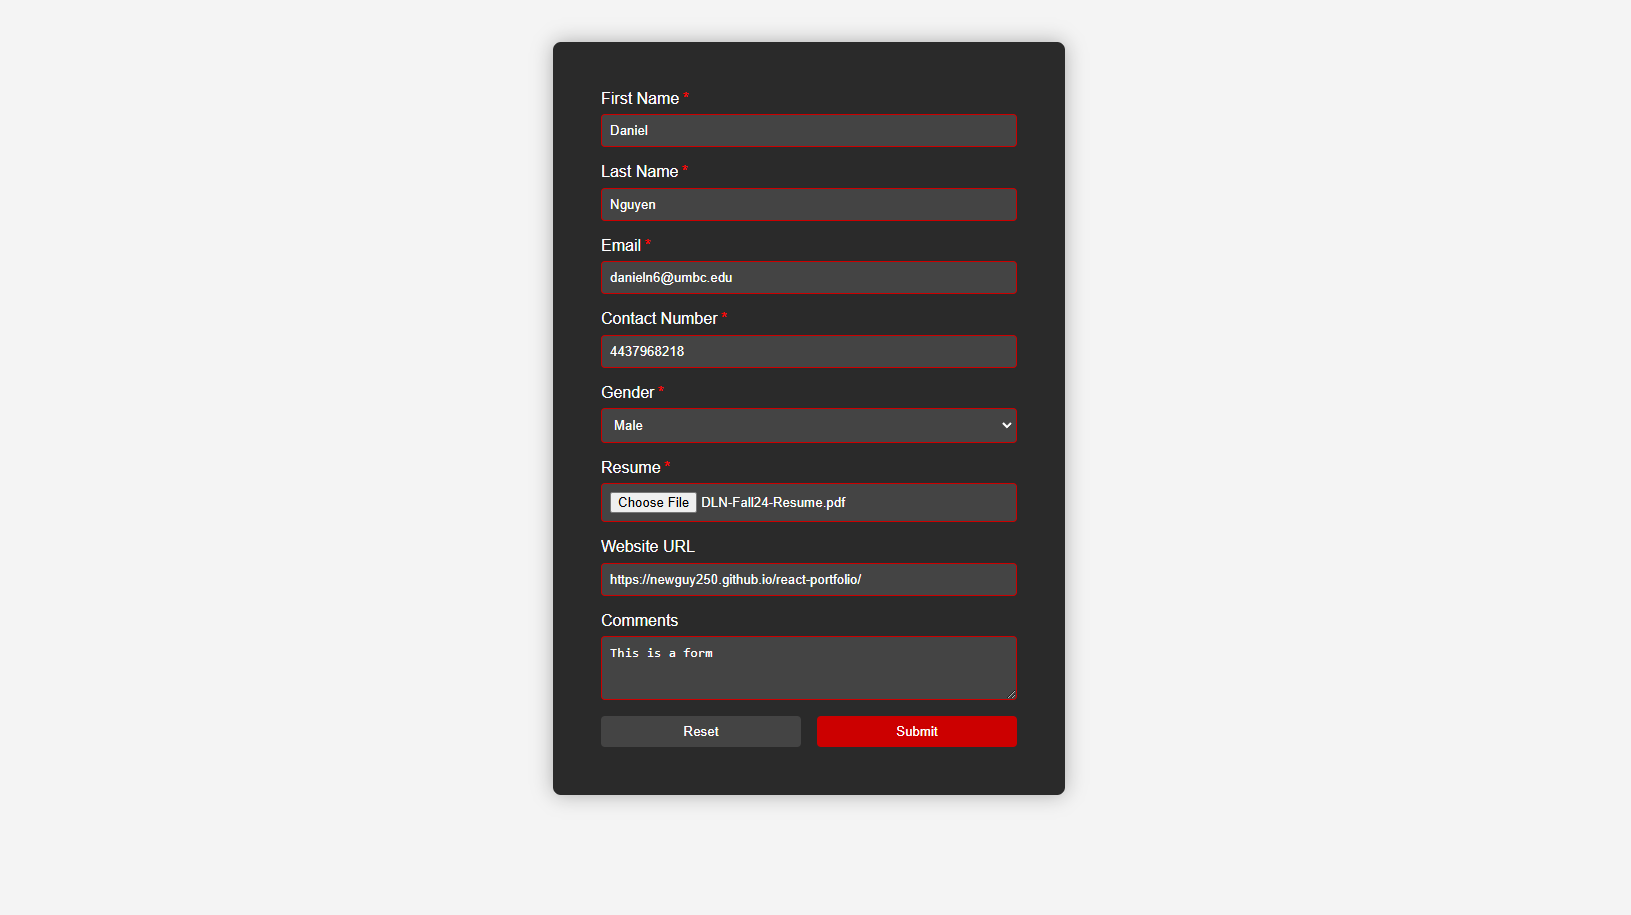 First Name *
Daniel
Last Name *
Nguyen
Email *
danieln6@umbc.edu
Contact Number *
4437968218
Gender *
Male
Resume *
Choose File DLN-Fall24-Resume.pdf
Website URL
https://newguy250.github.io/react-portfolio/
Comments
This is a form
Reset Submit